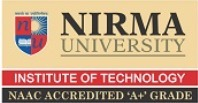 NIRMA
UNIVERSITY
INSTITUTE OF TECHNOLOGY
NAAC ACCREDITED 'A+' GRADE